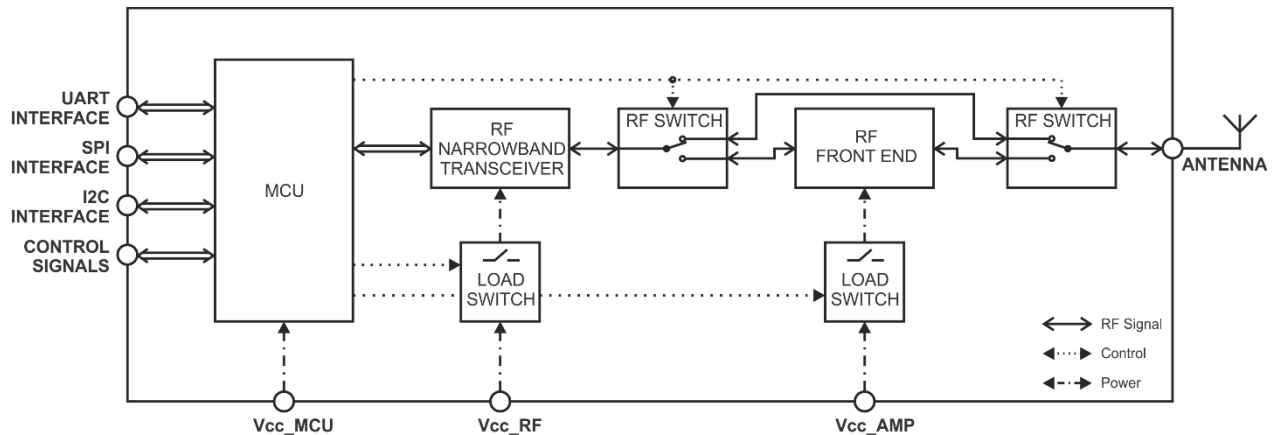 UART
INTERFACE
SPI
INTERFACE
I2C
INTERFACE
CONTROL
SIGNALS
MCU
RF
NARROWBAND
TRANSCEIVER
RF SWITCH
RF
FRONT END
RF SWITCH
ANTENNA
LOAD
SWITCH
LOAD
SWITCH
RF Signal
Control
Power
Vcc_MCU
Vcc_RF
Vcc_AMP